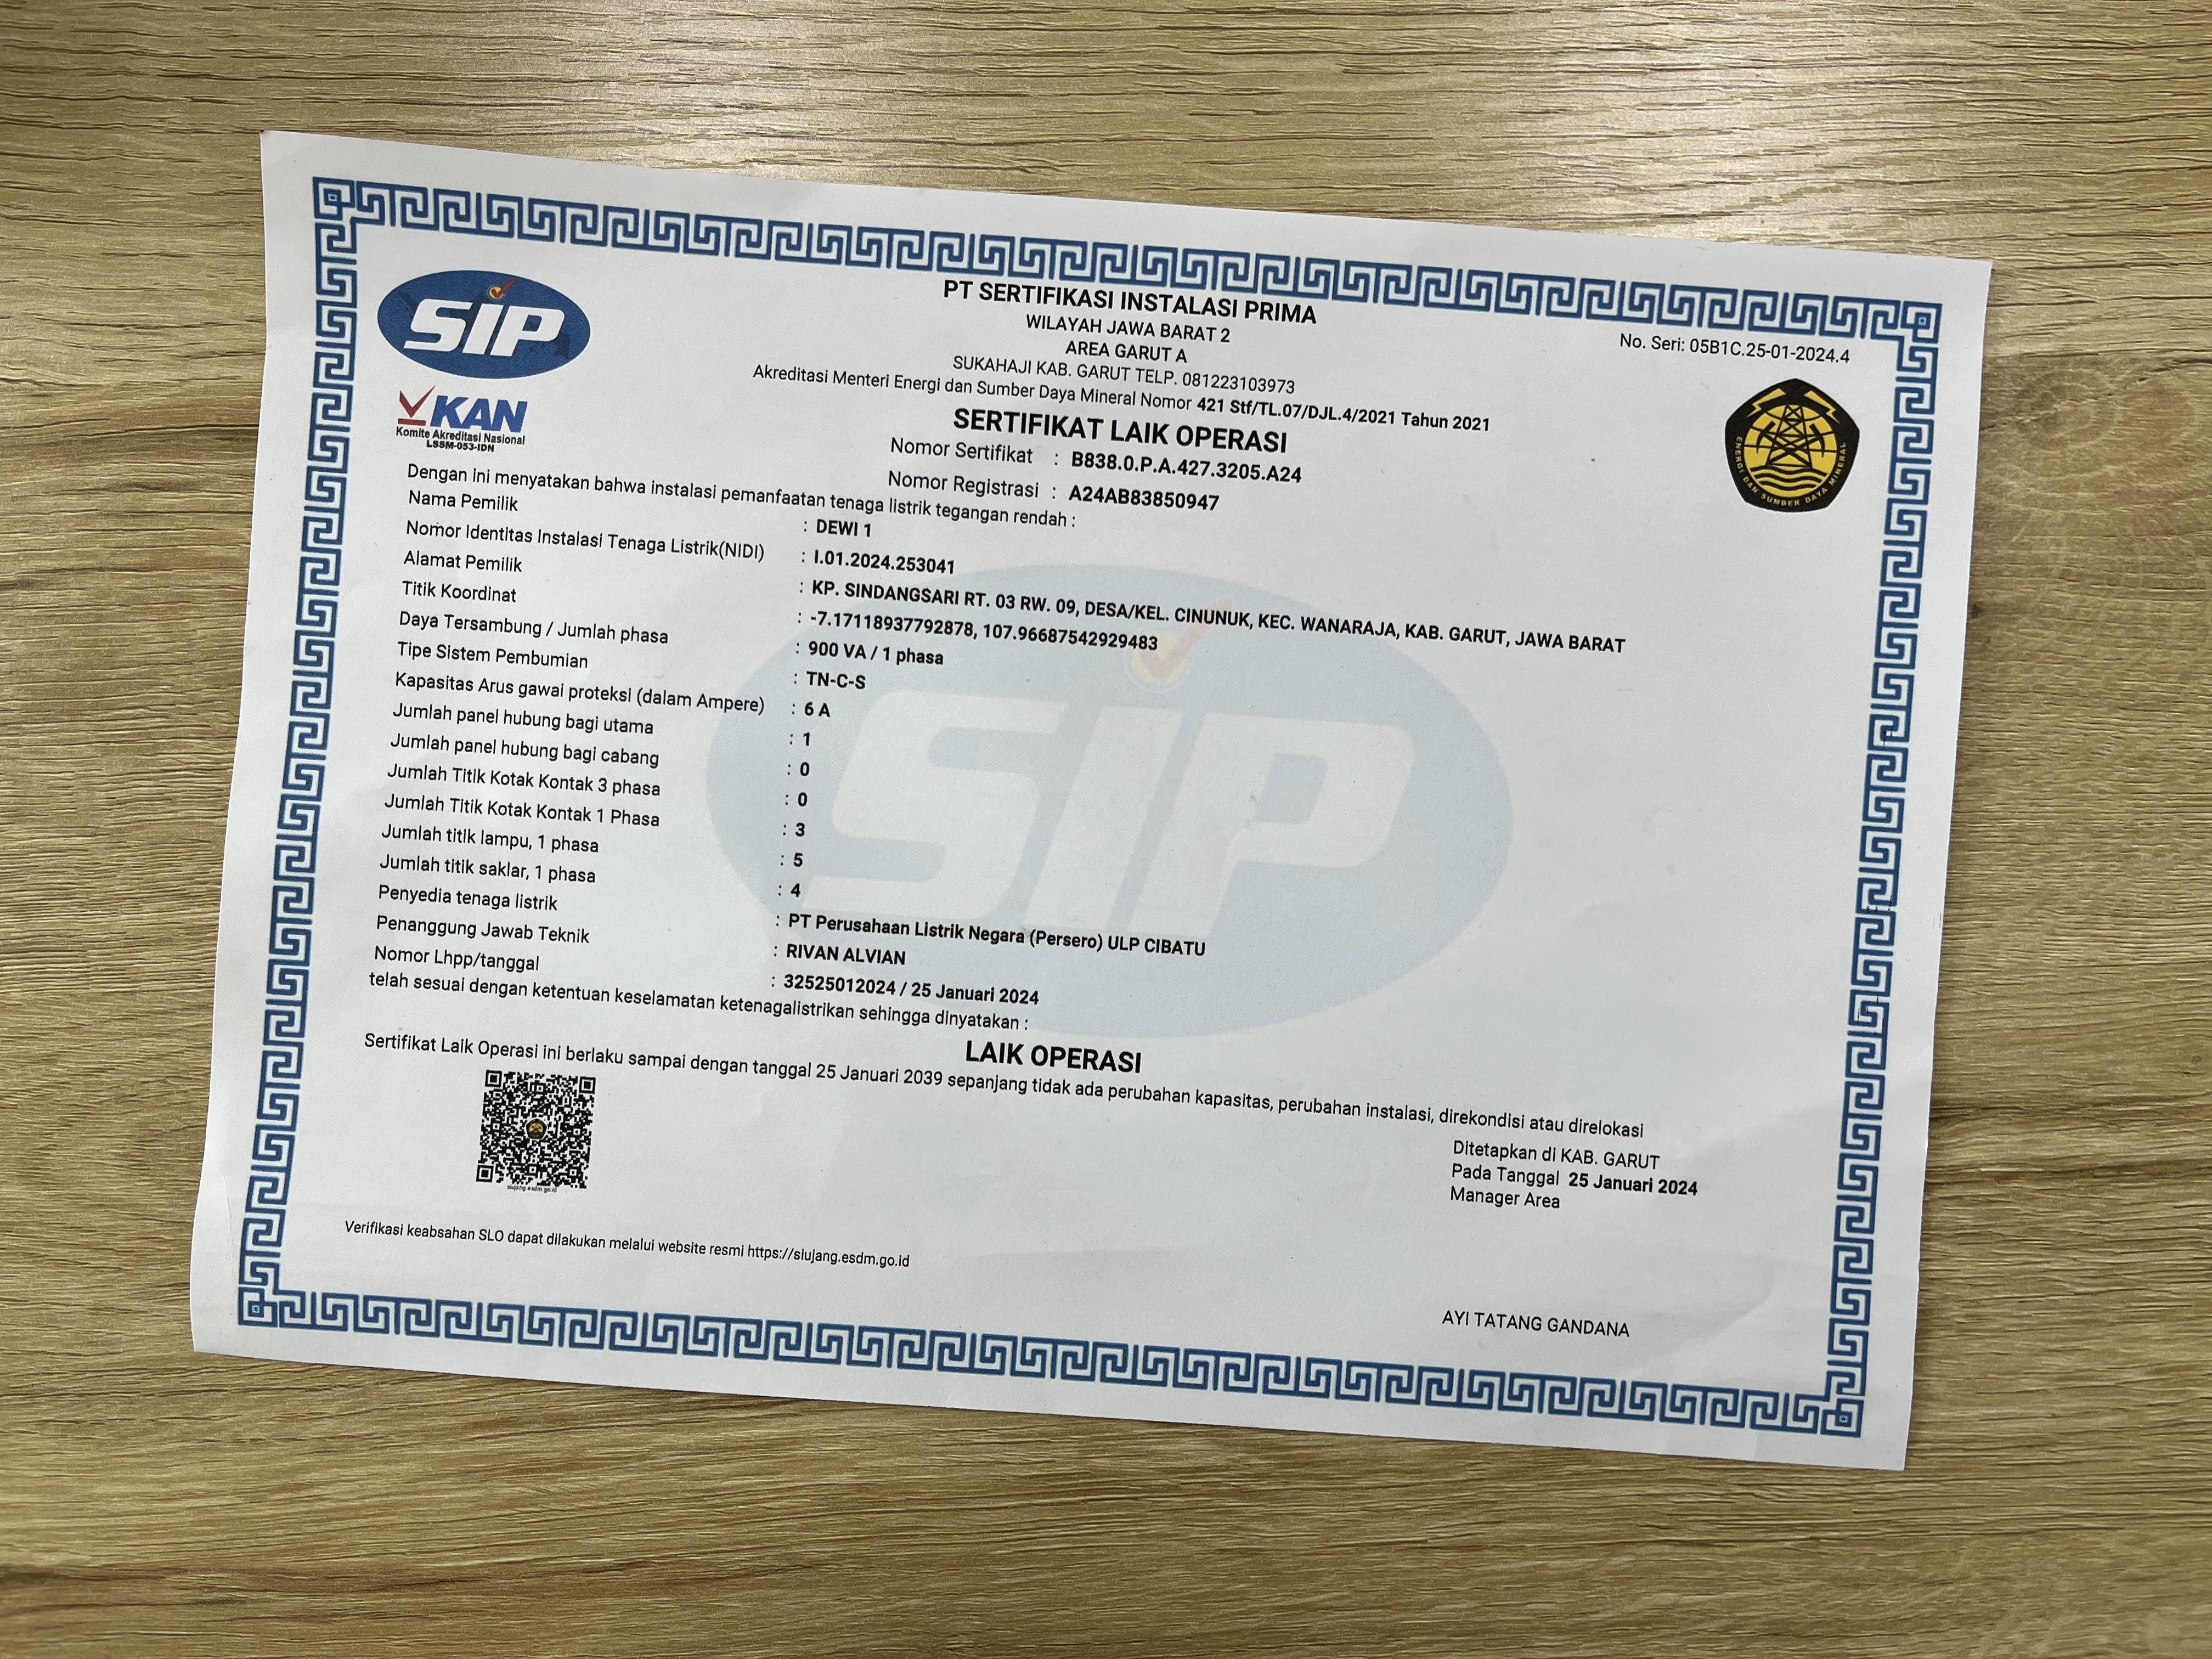 SIP
PT SERTIFIKASI INSTALASI PRIMA
WILAYAH JAWA BARAT 2
AREA GARUT A
SUKAHAJI KAB. GARUT TELP. 081223103973
Akreditasi Menteri Energi dan Sumber Daya Mineral Nomor 421 Stf/TL.07/DJL.4/2021 Tahun 2021
No. Seri: 05B1C.25-01-2024.4
KAN
Komite Akreditasi Nasional
LSSM-053-IDN
ENERGI DAN SUMBER DAYA MINERAL
SERTIFIKAT LAIK OPERASI
Nomor Sertifikat : B838.0.P.A.427.3205.A24
Nomor Registrasi : A24AB83850947
Dengan ini menyatakan bahwa instalasi pemanfaatan tenaga listrik tegangan rendah :
Nama Pemilik : DEWI 1
Nomor Identitas Instalasi Tenaga Listrik(NIDI) : I.01.2024.253041
Alamat Pemilik : KP. SINDANGSARI RT. 03 RW. 09, DESA/KEL. CINUNUK, KEC. WANARAJA, KAB. GARUT, JAWA BARAT
Titik Koordinat : -7.17118937792878, 107.96687542929483
Daya Tersambung / Jumlah phasa : 900 VA / 1 phasa
Tipe Sistem Pembumian : TN-C-S
Kapasitas Arus gawai proteksi (dalam Ampere) : 6 A
Jumlah panel hubung bagi utama : 1
Jumlah panel hubung bagi cabang : 0
Jumlah Titik Kotak Kontak 3 phasa : 0
Jumlah Titik Kotak Kontak 1 Phasa : 3
Jumlah titik lampu, 1 phasa : 5
Jumlah titik saklar, 1 phasa : 4
Penyedia tenaga listrik : PT Perusahaan Listrik Negara (Persero) ULP CIBATU
Penanggung Jawab Teknik : RIVAN ALVIAN
Nomor Lhpp/tanggal : 32525012024 / 25 Januari 2024
telah sesuai dengan ketentuan keselamatan ketenagalistrikan sehingga dinyatakan :
LAIK OPERASI
Sertifikat Laik Operasi ini berlaku sampai dengan tanggal 25 Januari 2039 sepanjang tidak ada perubahan kapasitas, perubahan instalasi, direkondisi atau direlokasi
siujang.esdm.go.id
Ditetapkan di KAB. GARUT
Pada Tanggal 25 Januari 2024
Manager Area
Verifikasi keabsahan SLO dapat dilakukan melalui website resmi https://siujang.esdm.go.id
AYI TATANG GANDANA
SIP